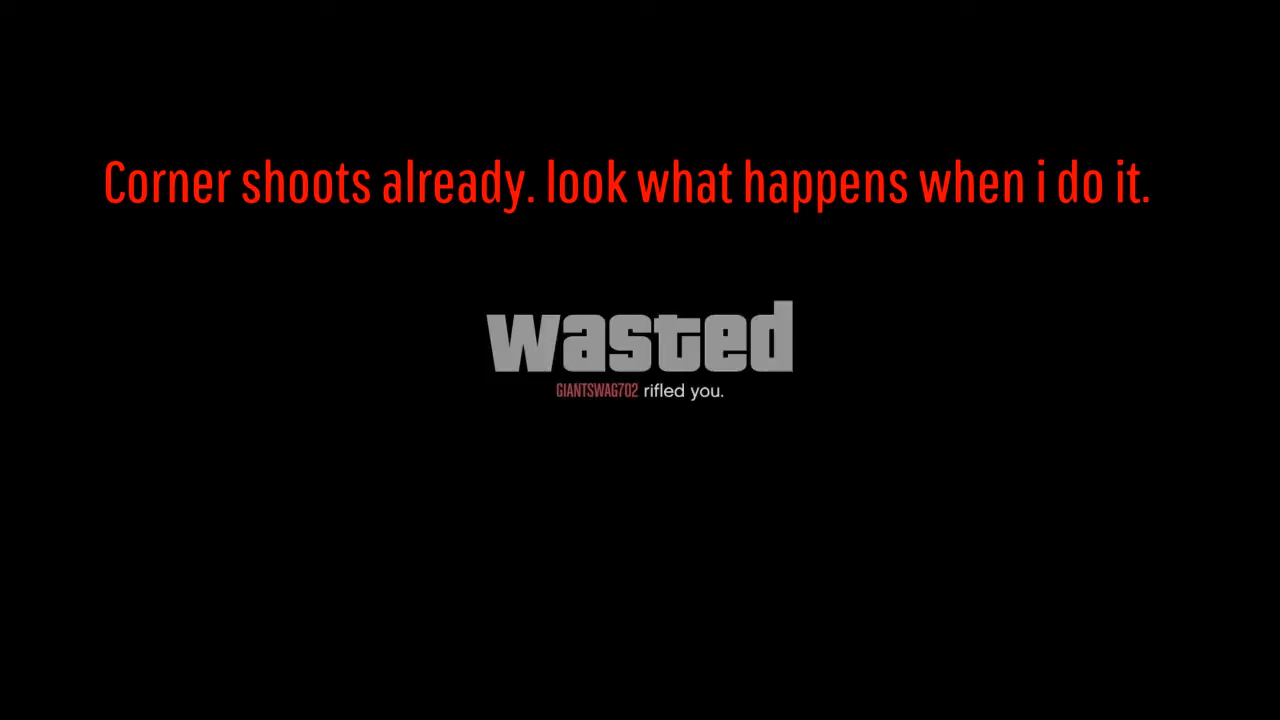 Corner shoots already. look what happens when i do it.
wasted
GIANTSWAG702 rifled you.